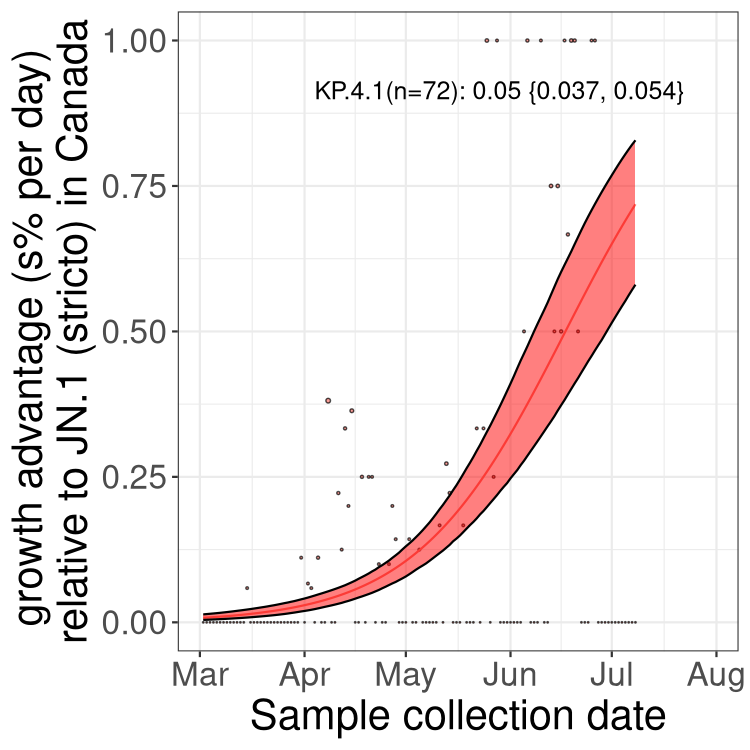 growth advantage (s% per day)
relative to JN.1 (stricto) in Canada
1.00
KP.4.1(n=72): 0.05 {0.037, 0.054}
0.75
0.50
0.25
0.00
Mar Apr May Jun Jul Aug
Sample collection date